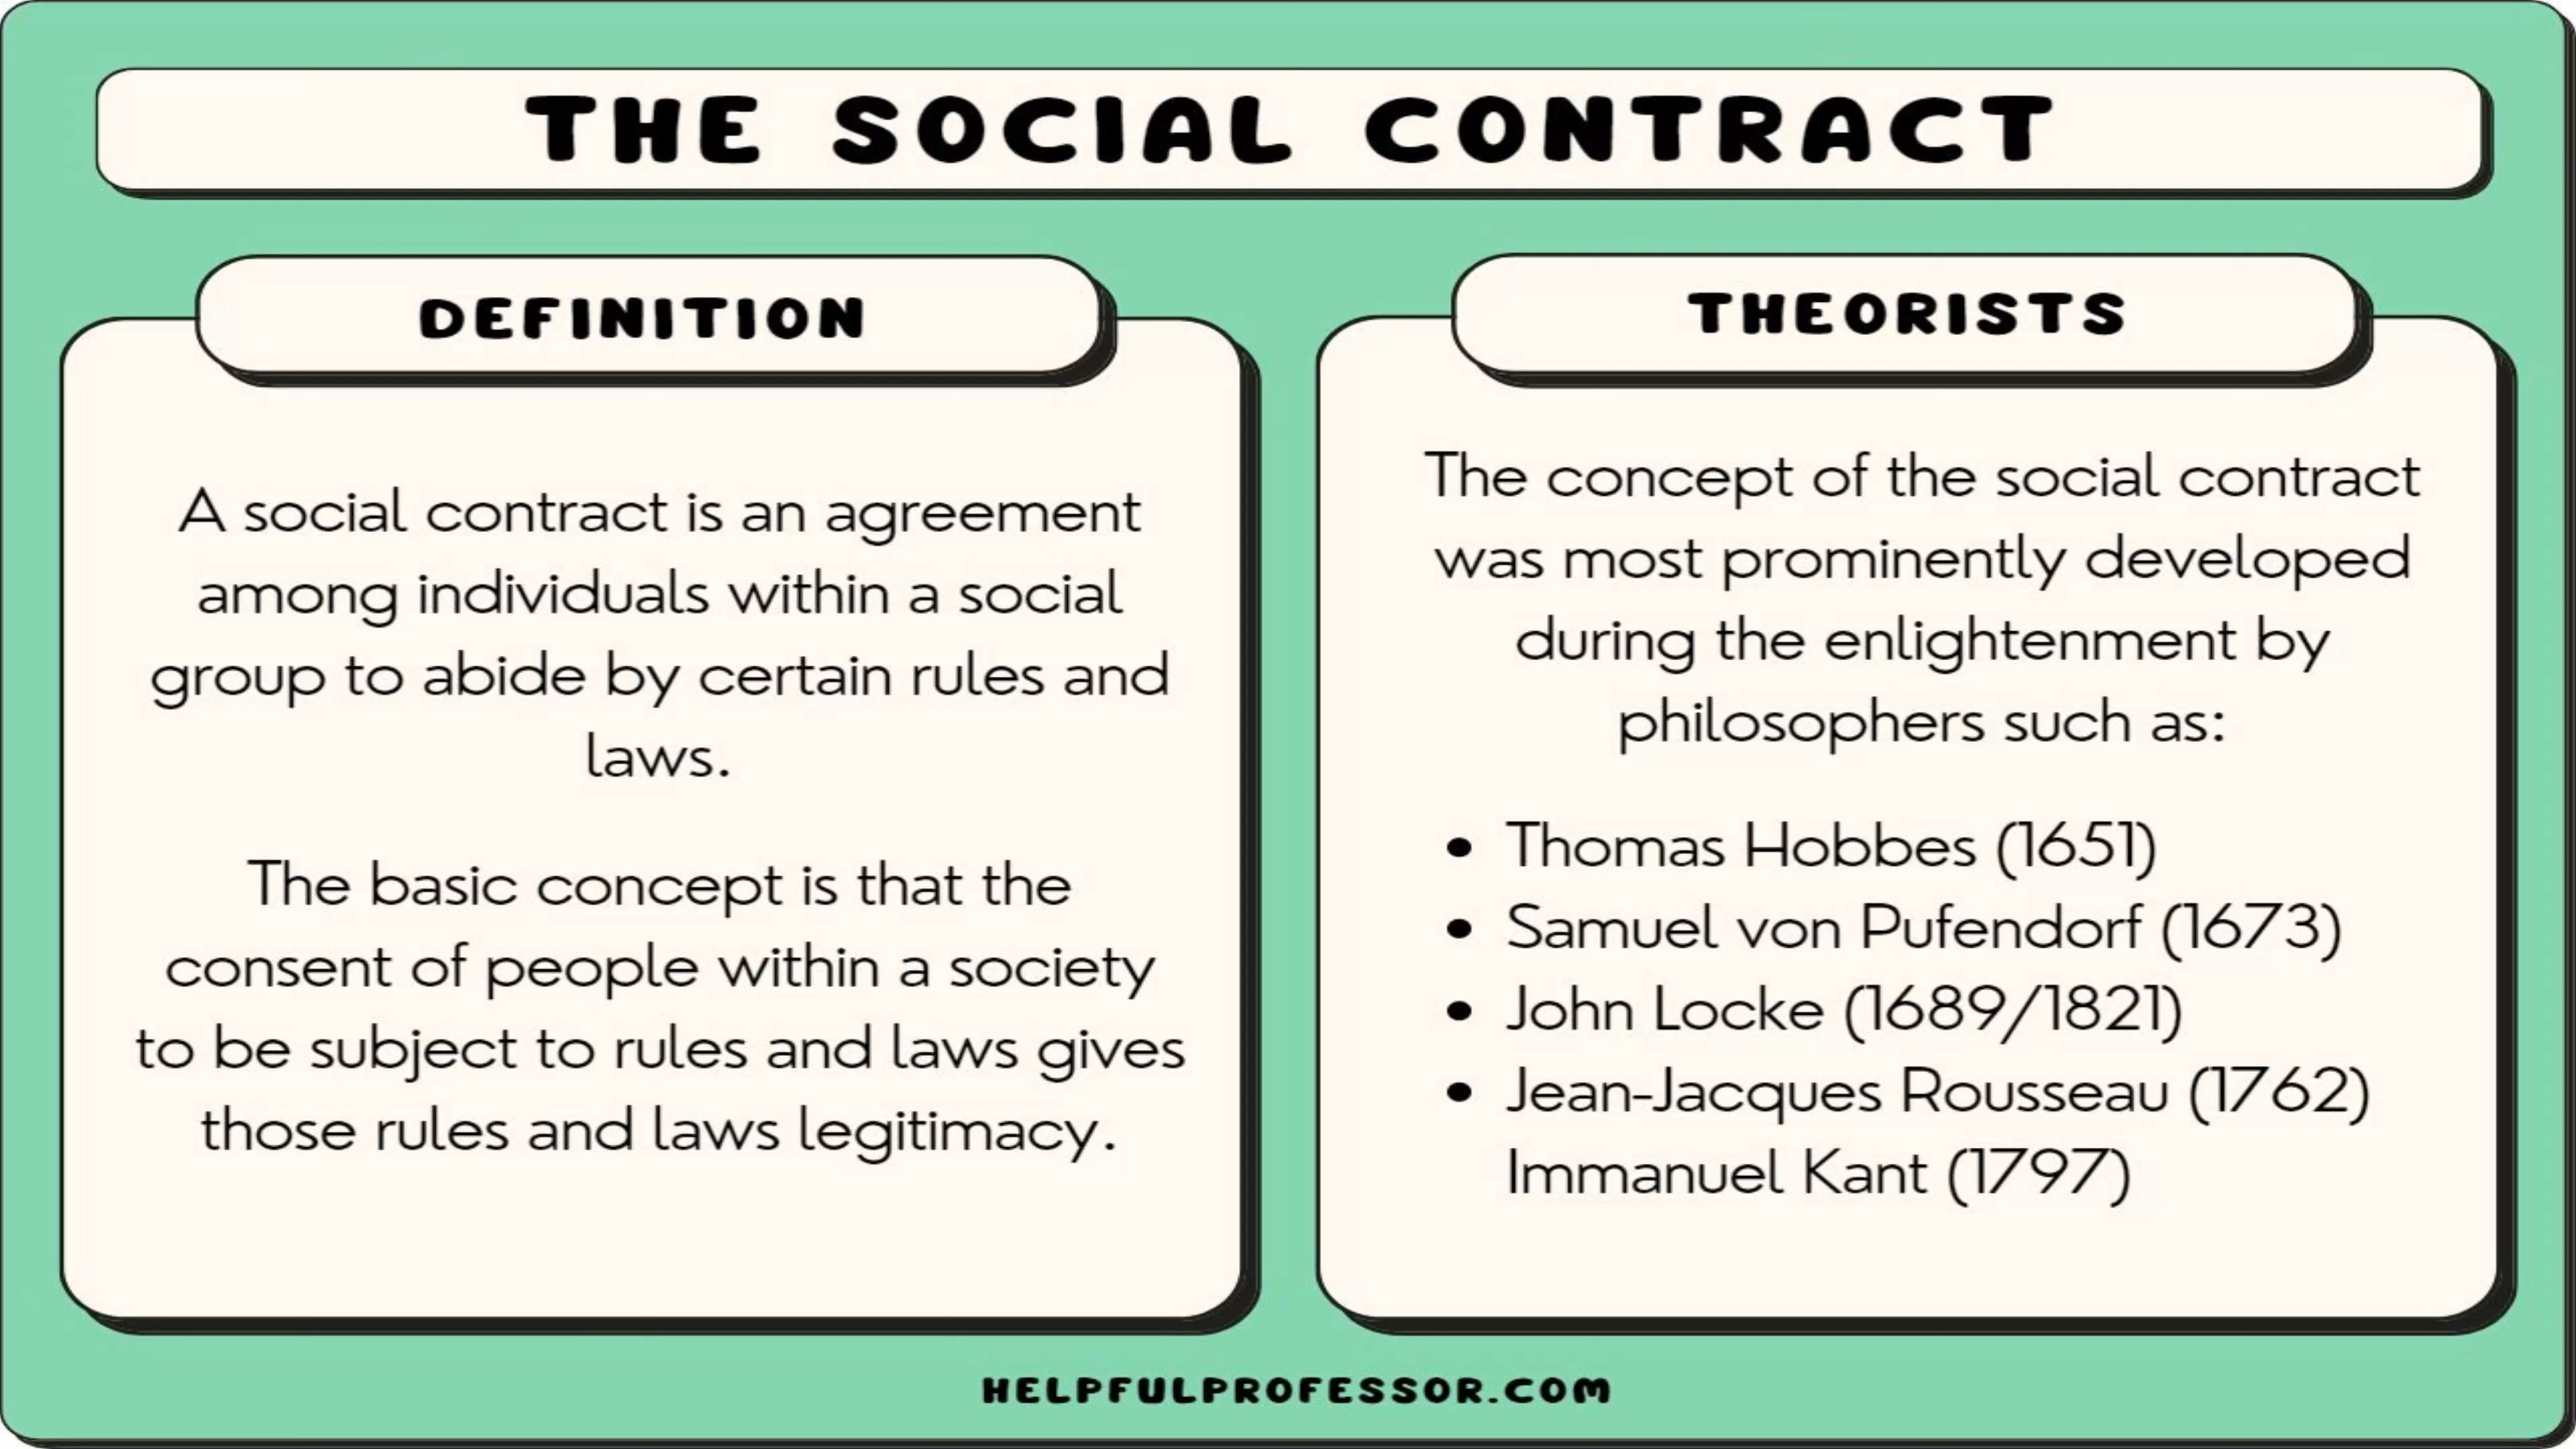 THE SOCIAL CONTRACT
DEFINITION
A social contract is an agreement
among individuals within a social
group to abide by certain rules and
laws.
The basic concept is that the
consent of people within a society
to be subject to rules and laws gives
those rules and laws legitimacy.
THEORISTS
The concept of the social contract
was most prominently developed
during the enlightenment by
philosophers such as:
• Thomas Hobbes (1651)
• Samuel von Pufendorf (1673)
• John Locke (1689/1821)
• Jean-Jacques Rousseau (1762)
Immanuel Kant (1797)
HELPFULPROFESSOR.COM